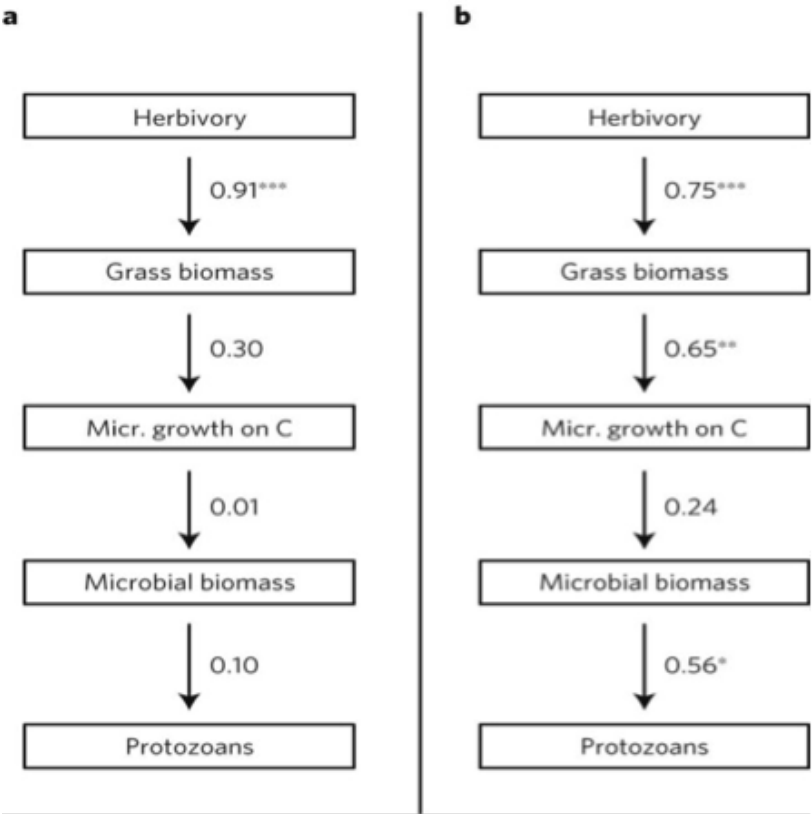 a
Herbivory
0.91***
Grass biomass
0.30
Micr. growth on C
0.01
Microbial biomass
0.10
Protozoans
b
Herbivory
0.75***
Grass biomass
0.65**
Micr. growth on C
0.24
Microbial biomass
0.56*
Protozoans